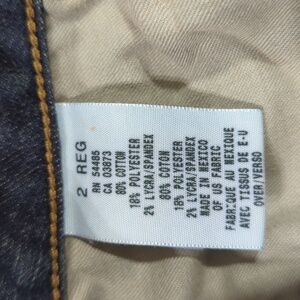 2 REG
RN 54485
CA 03873
80% COTTON
18% POLYESTER
2% LYCRA/SPANDEX
80% COTTON
18% POLYESTER
2% LYCRA/SPANDEX
MADE IN MEXICO
OF US FABRIC
FABRIQUE AU MEXIQUE
AVEC TISSUS DE E-U
OVER/VERSO